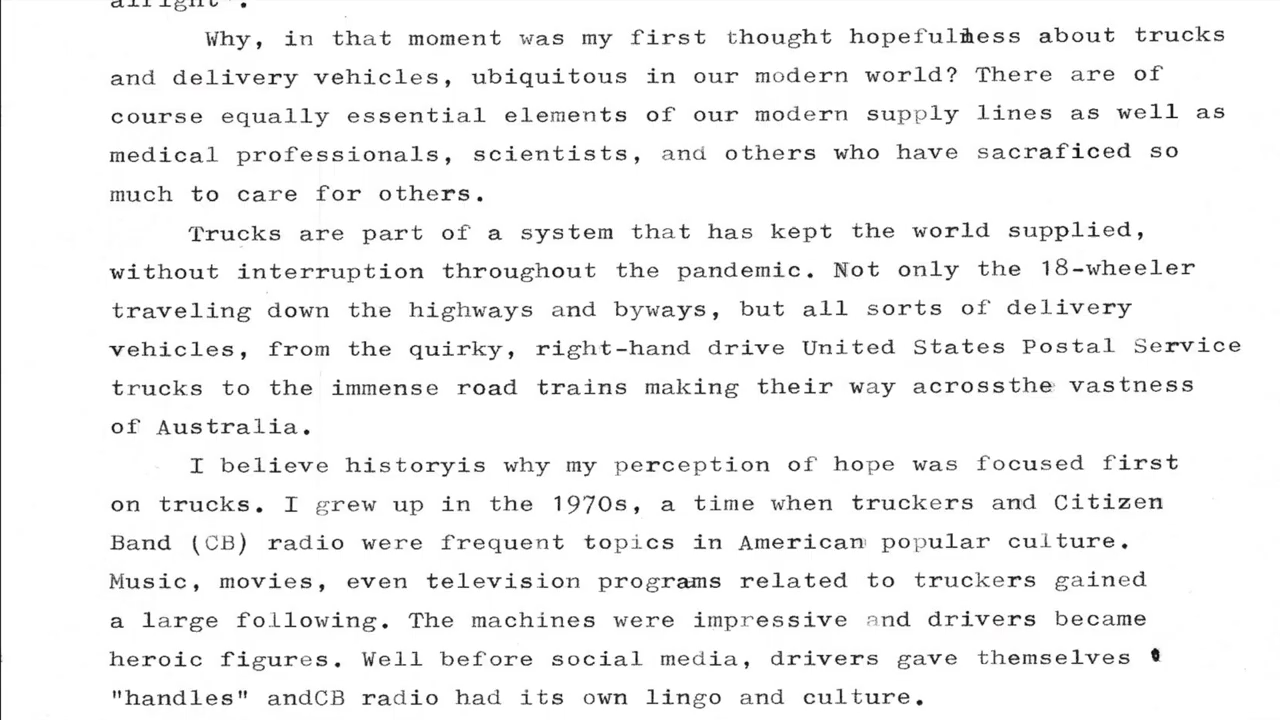 alright".
Why, in that moment was my first thought hopefulness about trucks
and delivery vehicles, ubiquitous in our modern world? There are of
course equally essential elements of our modern supply lines as well as
medical professionals, scientists, and others who have sacraficed so
much to care for others.
Trucks are part of a system that has kept the world supplied,
without interruption throughout the pandemic. Not only the 18-wheeler
traveling down the highways and byways, but all sorts of delivery
vehicles, from the quirky, right-hand drive United States Postal Service
trucks to the immense road trains making their way acrossthe vastness
of Australia.
I believe historyis why my perception of hope was focused first
on trucks. I grew up in the 1970s, a time when truckers and Citizen
Band (CB) radio were frequent topics in American popular culture.
Music, movies, even television programs related to truckers gained
a large following. The machines were impressive and drivers became
heroic figures. Well before social media, drivers gave themselves
"handles" andCB radio had its own lingo and culture.